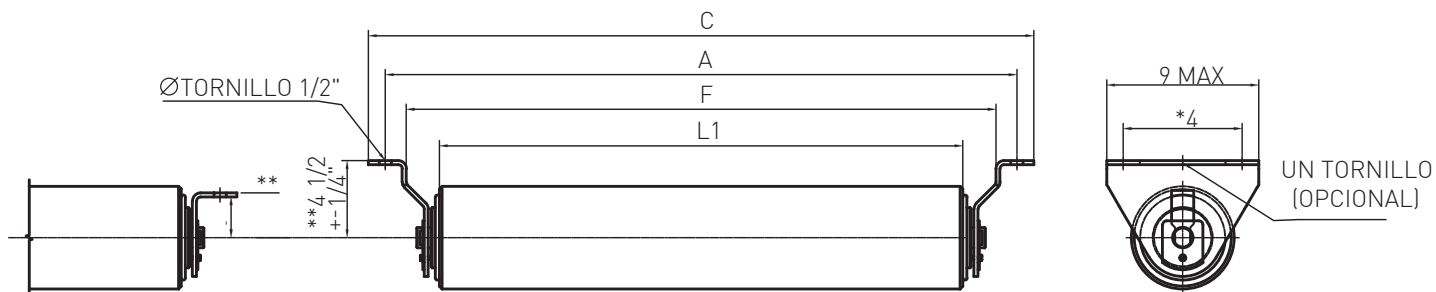 C
A
F
L1
ØTORNILLO 1/2"
**
**4 1/2
+-1/4"
9 MAX
*4
UN TORNILLO
(OPCIONAL)